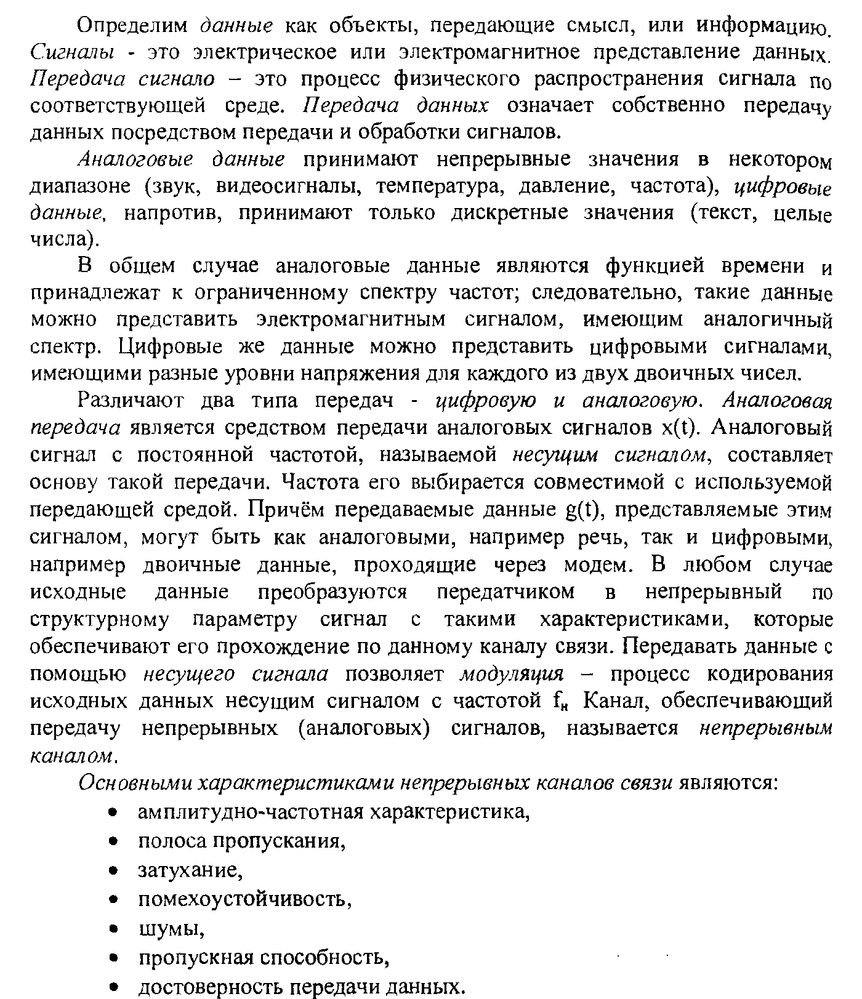 Определим данные как объекты, передающие смысл, или информацию.
Сигналы - это электрическое или электромагнитное представление данных.
Передача сигнало – это процесс физического распространения сигнала по
соответствующей среде. Передача данных означает собственно передачу
данных посредством передачи и обработки сигналов.
Аналоговые данные принимают непрерывные значения в некотором
диапазоне (звук, видеосигналы, температура, давление, частота), цифровые
данные, напротив, принимают только дискретные значения (текст, целые
числа).
В общем случае аналоговые данные являются функцией времени и
принадлежат к ограниченному спектру частот; следовательно, такие данные
можно представить электромагнитным сигналом, имеющим аналогичный
спектр. Цифровые же данные можно представить цифровыми сигналами,
имеющими разные уровни напряжения для каждого из двух двоичных чисел.
Различают два типа передач - цифровую и аналоговую. Аналоговая
передача является средством передачи аналоговых сигналов x(t). Аналоговый
сигнал с постоянной частотой, называемой несущим сигналом, составляет
основу такой передачи. Частота его выбирается совместимой с используемой
передающей средой. Причём передаваемые данные g(t), представляемые этим
сигналом, могут быть как аналоговыми, например речь, так и цифровыми,
например двоичные данные, проходящие через модем. В любом случае
исходные данные преобразуются передатчиком в непрерывный по
структурному параметру сигнал с такими характеристиками, которые
обеспечивают его прохождение по данному каналу связи. Передавать данные с
помощью несущего сигнала позволяет модуляция – процесс кодирования
исходных данных несущим сигналом с частотой fн Канал, обеспечивающий
передачу непрерывных (аналоговых) сигналов, называется непрерывным
каналом.
Основными характеристиками непрерывных каналов связи являются:
• амплитудно-частотная характеристика,
• полоса пропускания,
• затухание,
• помехоустойчивость,
• шумы,
• пропускная способность,
• достоверность передачи данных.